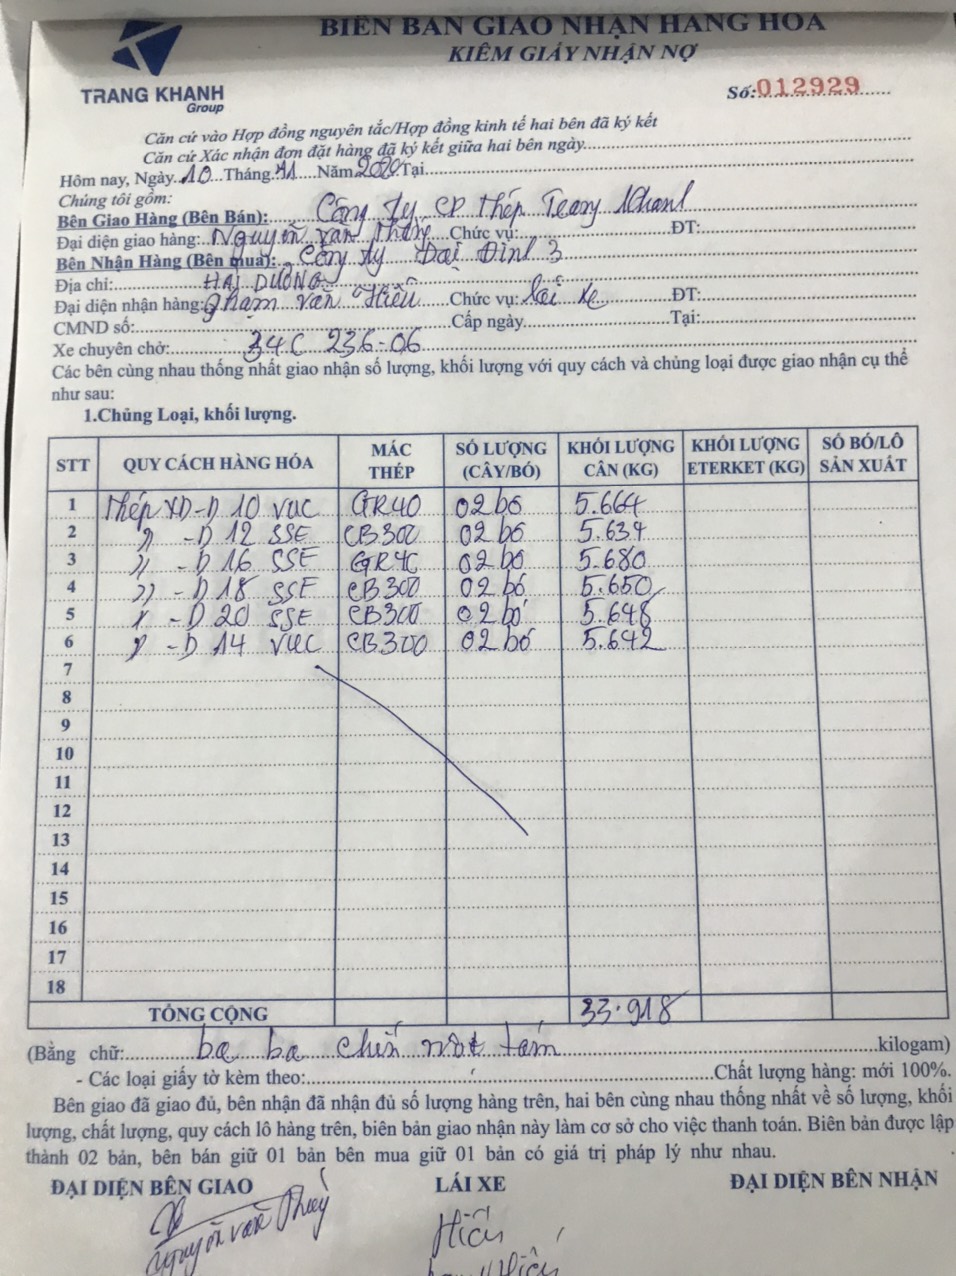 BIÊN BẢN GIAO NHẬN HÀNG HÓA
KIÊM GIẤY NHẬN NỢ
TRANG KHANH
Group
Số:012929
Căn cứ vào Hợp đồng nguyên tắc/Hợp đồng kinh tế hai bên đã ký kết
Căn cứ Xác nhận đơn đặt hàng đã ký kết giữa hai bên ngày
Hôm nay, Ngày 10 Tháng 11 Năm 2020 Tại
Chúng tôi gồm:
Bên Giao Hàng (Bên Bán): Công ty CP Thép Trang Khanh
Đại diện giao hàng: Nguyễn Văn Chức vụ: ĐT:
Bên Nhận Hàng (Bên mua): Công ty Đại Đinh 3
Địa chỉ: HẢI DƯƠNG
Đại diện nhận hàng: Phạm Văn Hiếu Chức vụ: lái xe ĐT:
CMND số: Cấp ngày Tại:
Xe chuyên chở: 34C 236-06
Các bên cùng nhau thống nhất giao nhận số lượng, khối lượng với quy cách và chủng loại được giao nhận cụ thể
như sau:
1.Chủng Loại, khối lượng.
STT QUY CÁCH HÀNG HÓA MÁC THÉP SỐ LƯỢNG (CÂY/BÓ) KHỐI LƯỢNG CÂN (KG) KHỐI LƯỢNG ETERKET (KG) SỐ BÓ/LÔ SẢN XUẤT
1 Thép XD-D 10 VUC GR40 02 bó 5.664
2 " -D 12 SSE CB300 02 bó 5.634
3 " -D 16 SSE GR40 02 bó 5.680
4 " -D 18 SSE CB300 02 bó 5.650
5 " -D 20 SSE CB300 02 bó 5.648
6 " -D 14 VUC CB300 02 bó 5.642
7
8
9
10
11
12
13
14
15
16
17
18
TỔNG CỘNG 33.918
(Bằng chữ: ba ba chín một tám kilogam)
- Các loại giấy tờ kèm theo: Chất lượng hàng: mới 100%.
Bên giao đã giao đủ, bên nhận đã nhận đủ số lượng hàng trên, hai bên cùng nhau thống nhất về số lượng, khối
lượng, chất lượng, quy cách lô hàng trên, biên bản giao nhận này làm cơ sở cho việc thanh toán. Biên bản được lập
thành 02 bản, bên bán giữ 01 bản bên mua giữ 01 bản có giá trị pháp lý như nhau.
ĐẠI DIỆN BÊN GIAO LÁI XE ĐẠI DIỆN BÊN NHẬN
Nguyễn Văn Hiếu